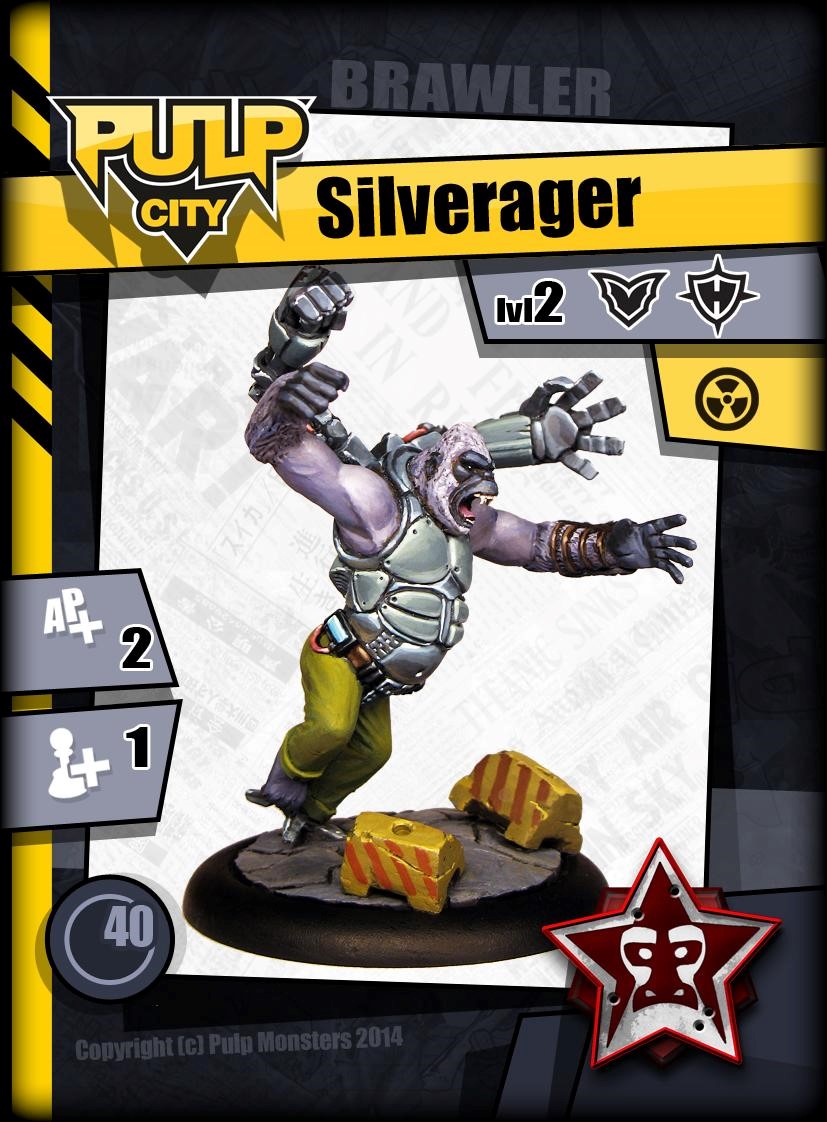 BRAWLER
PULP
CITY
Silverager
lvl2
H
AP+
2
+
1
40
Copyright (c) Pulp Monsters 2014